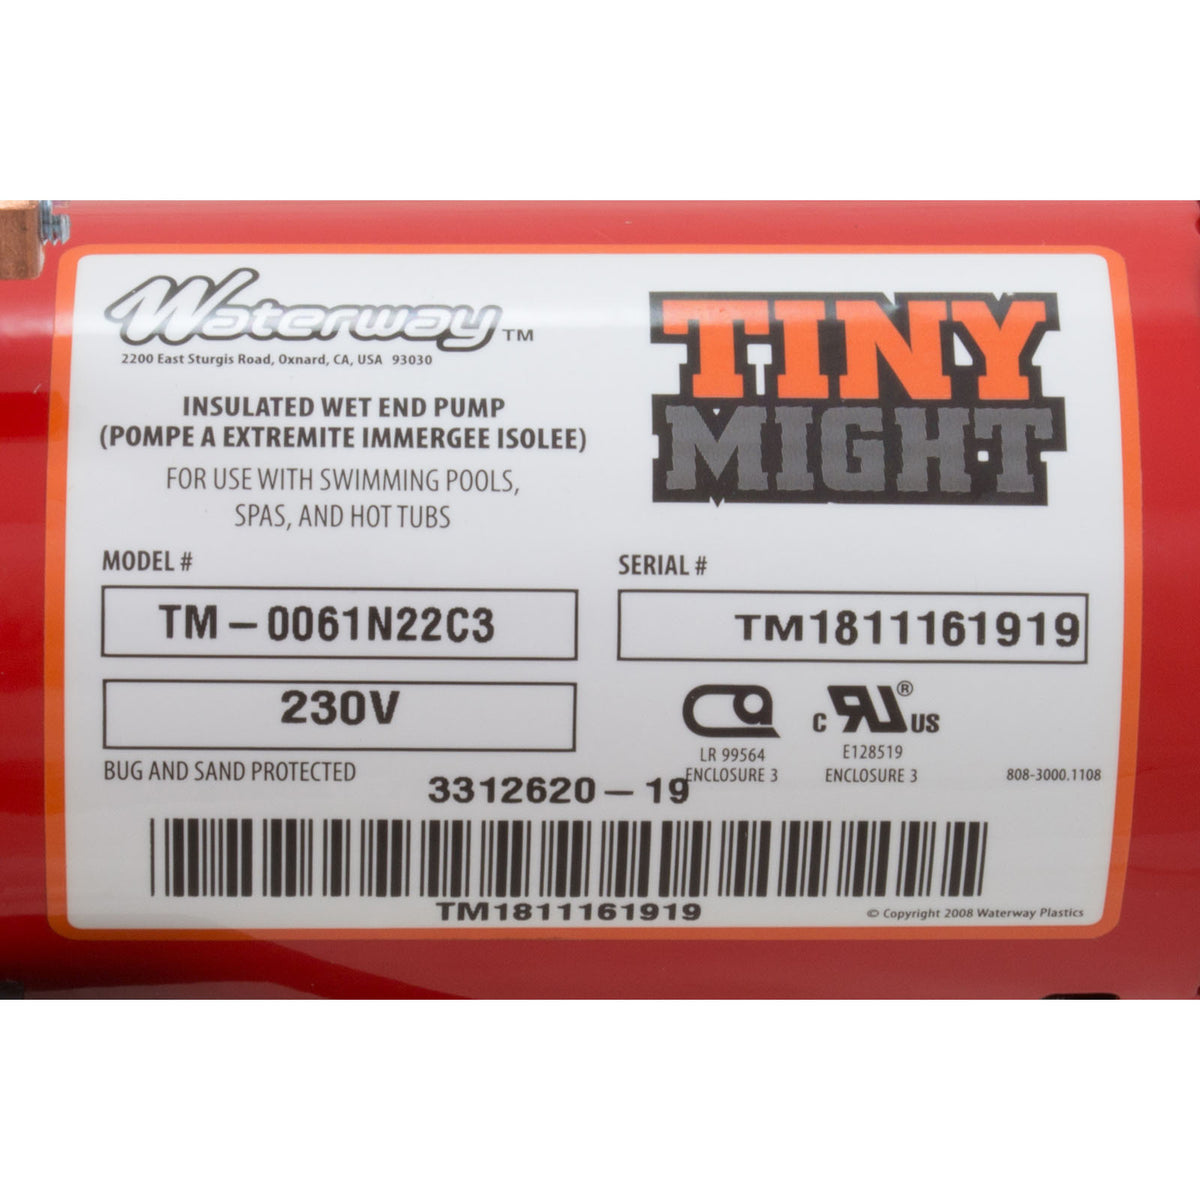 Waterway™
2200 East Sturgis Road, Oxnard, CA, USA 93030
INSULATED WET END PUMP
(POMPE A EXTREMITE IMMERGEE ISOLEE)
FOR USE WITH SWIMMING POOLS,
SPAS, AND HOT TUBS
TINY
MIGHT
MODEL #
TM-0061N22C3
SERIAL #
TM1811161919
230V
BUG AND SAND PROTECTED
LR 99564
ENCLOSURE 3
C RU® US
E128519
ENCLOSURE 3
808-3000.1108
3312620-19
TM1811161919
© Copyright 2008 Waterway Plastics